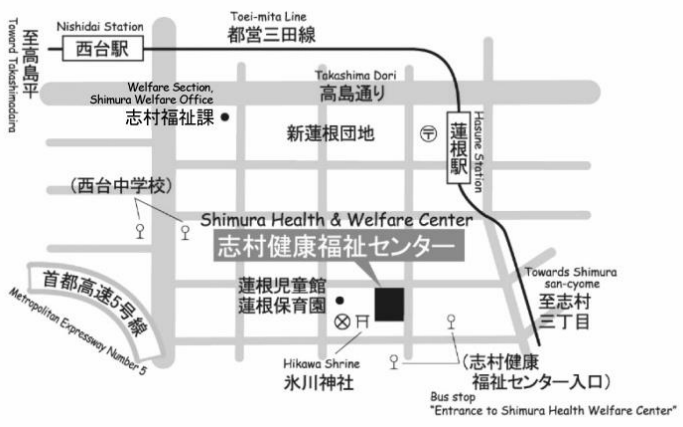 Toei-mita Line
都営三田線
Nishidai Station
西台駅
至高島平
Toward Takashimadaira
Takashima Dori
高島通り
Welfare Section,
Shimura Welfare Office
志村福祉課
新蓮根団地
蓮根駅
Hasune Station
(西台中学校)
Shimura Health & Welfare Center
志村健康福祉センター
首都高速5号線
Metropolitan Expressway Number 5
蓮根児童館
蓮根保育園
Hikawa Shrine
氷川神社
Towards Shimura
san-cyome
至志村
三丁目
(志村健康
福祉センター入口)
Bus stop
"Entrance to Shimura Health Welfare Center"